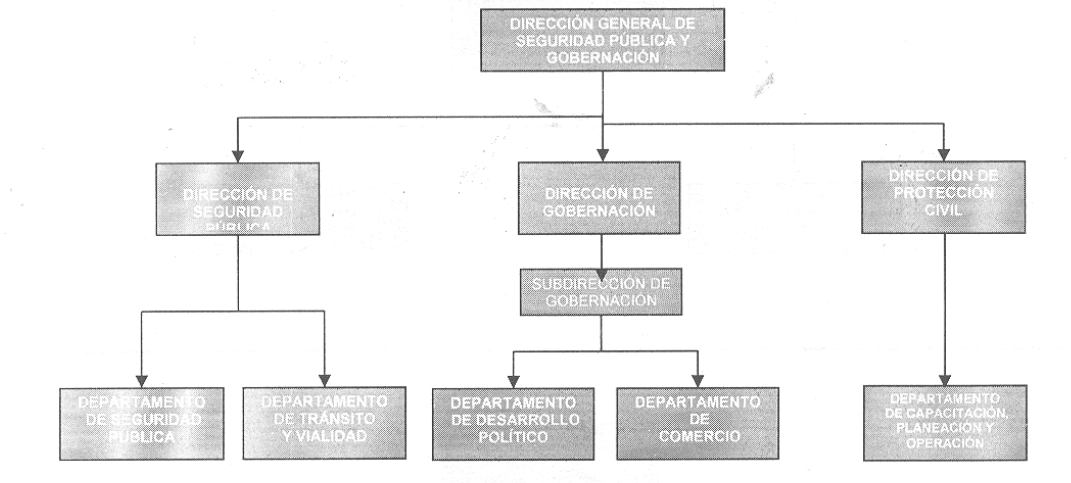 DIRECCIÓN GENERAL DE
SEGURIDAD PÚBLICA Y
GOBERNACIÓN
DIRECCIÓN DE
SEGURIDAD
PÚBLICA
DIRECCIÓN DE
GOBERNACIÓN
DIRECCIÓN DE
PROTECCIÓN
CIVIL
SUBDIRECCIÓN DE
GOBERNACIÓN
DEPARTAMENTO
DE SEGURIDAD
PÚBLICA
DEPARTAMENTO
DE TRÁNSITO
Y VIALIDAD
DEPARTAMENTO
DE DESARROLLO
POLÍTICO
DEPARTAMENTO
DE
COMERCIO
DEPARTAMENTO
DE CAPACITACIÓN,
PLANEACIÓN Y
OPERACIÓN